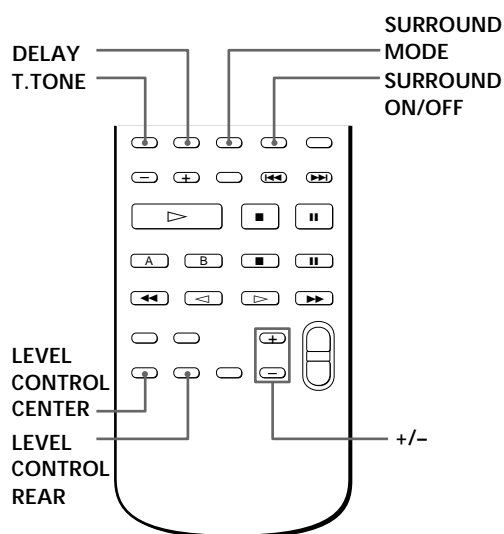 SURROUND
MODE
DELAY
T.TONE
SURROUND
ON/OFF
− +
A B
+
−
LEVEL
CONTROL
CENTER
LEVEL
CONTROL
REAR
+/−